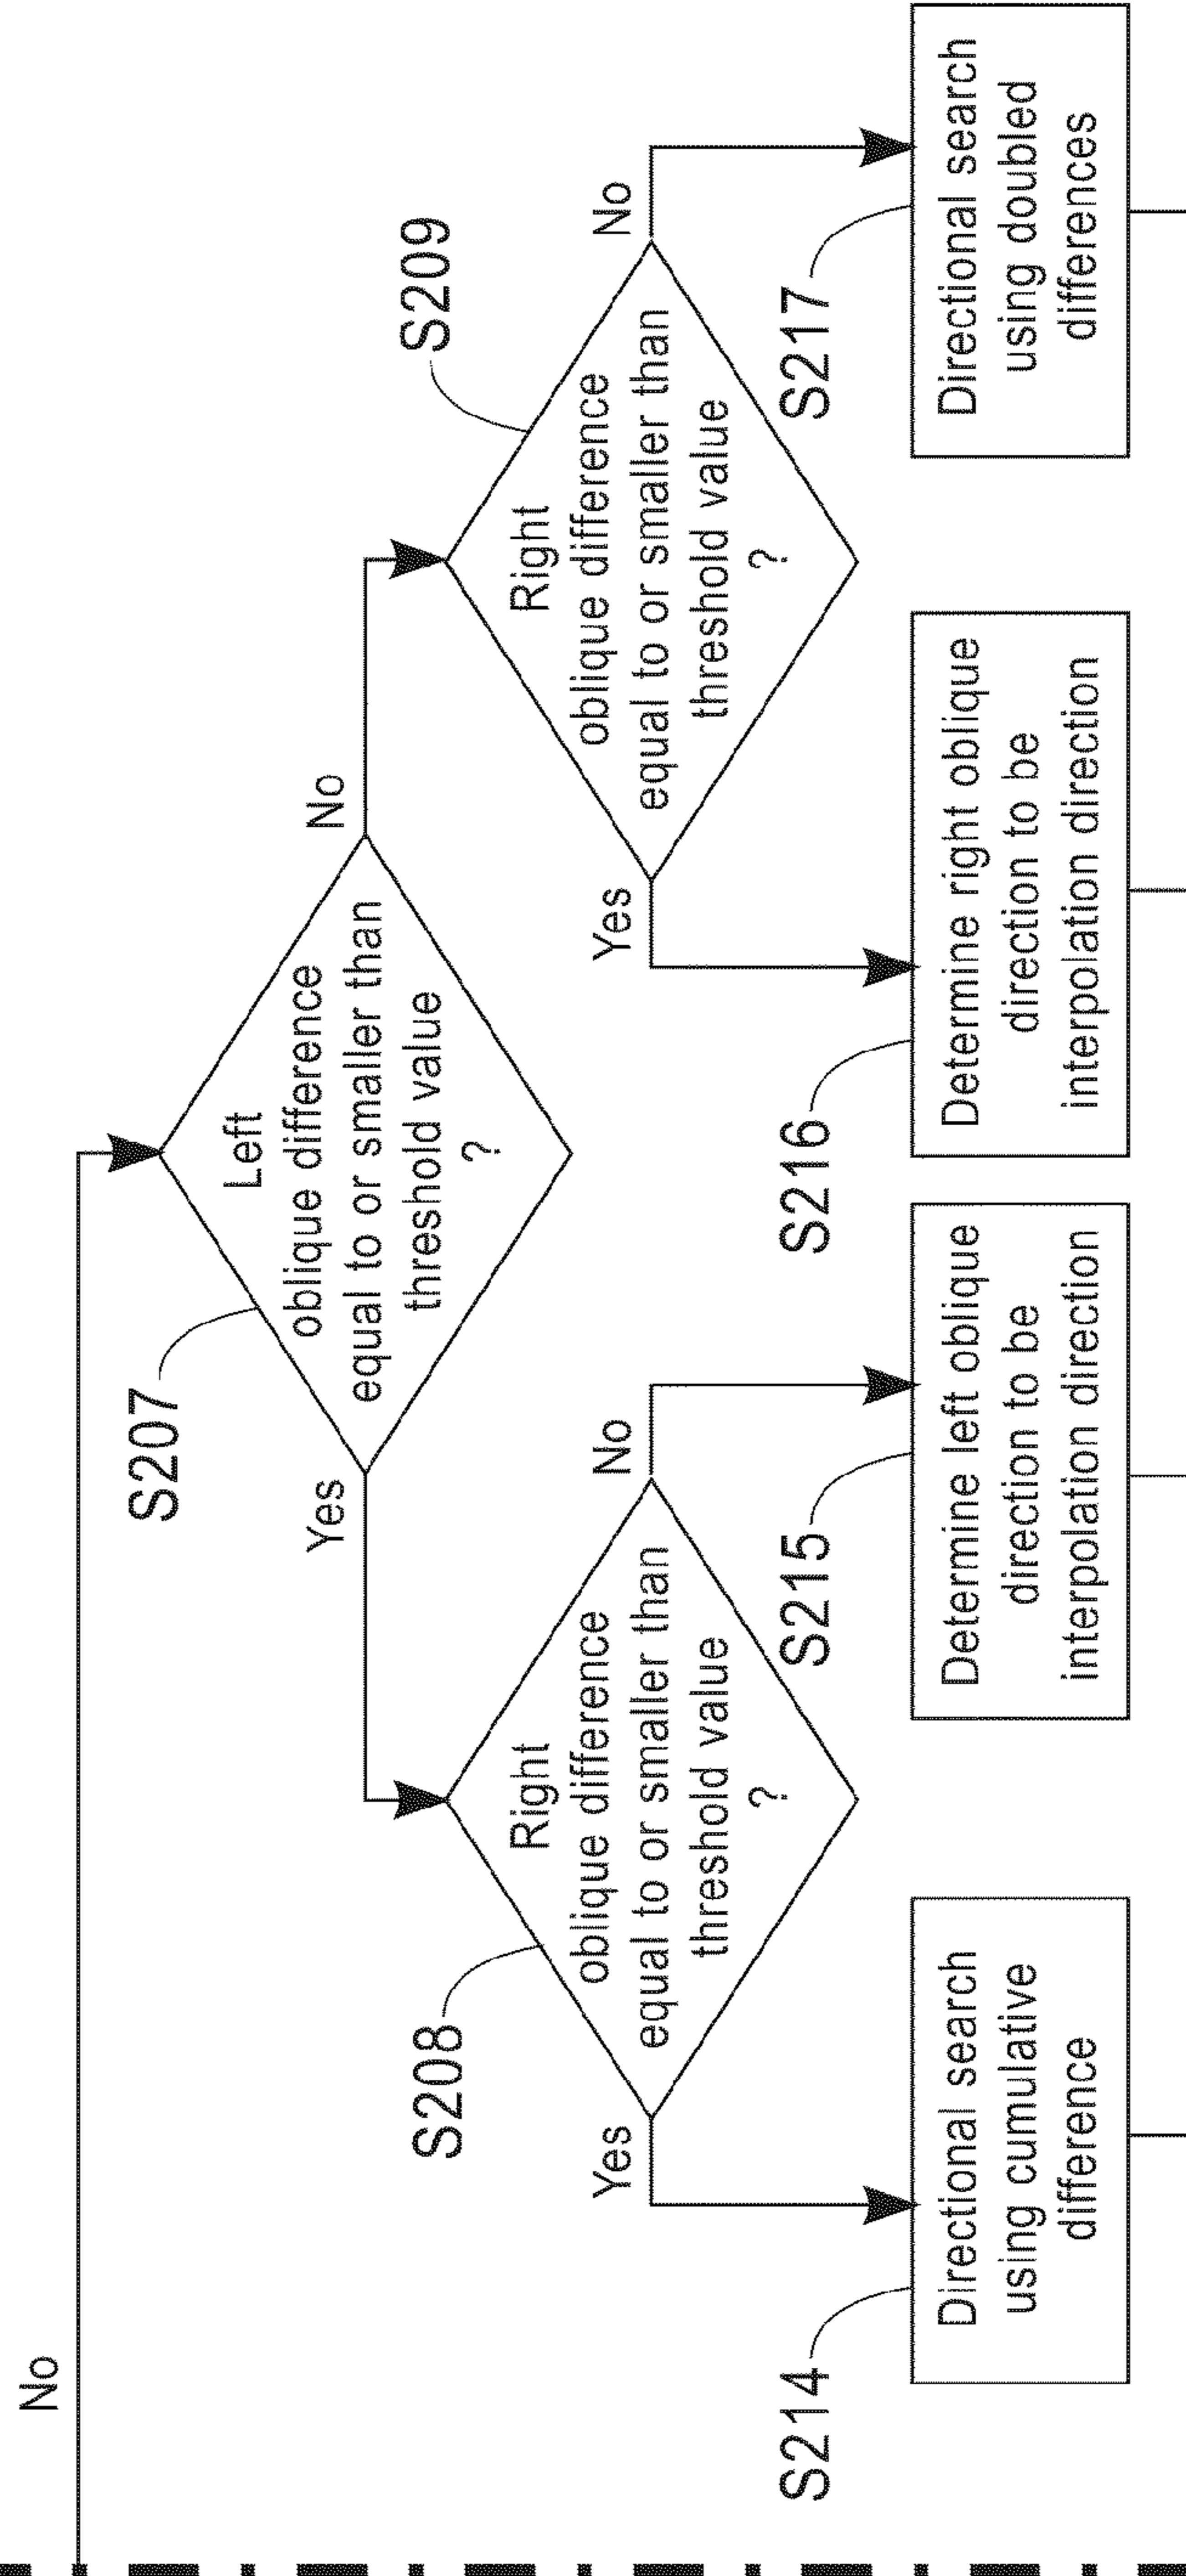 No
S207
Left
oblique difference
equal to or smaller than
threshold value
?
Yes
No
S208
Right
oblique difference
equal to or smaller than
threshold value
?
Yes
No
S209
Right
oblique difference
equal to or smaller than
threshold value
?
Yes
No
S214
Directional search
using cumulative
difference
S215
Determine left oblique
direction to be
interpolation direction
S216
Determine right oblique
direction to be
interpolation direction
S217
Directional search
using doubled
differences